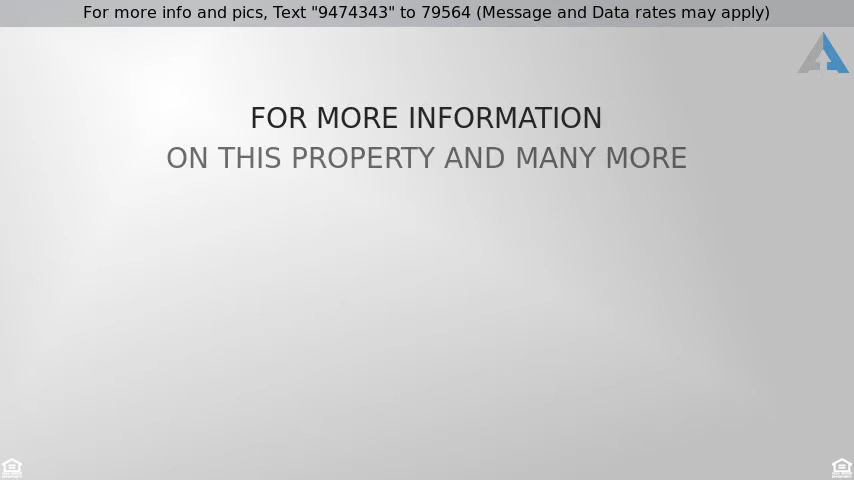 For more info and pics, Text "9474343" to 79564 (Message and Data rates may apply)
FOR MORE INFORMATION
ON THIS PROPERTY AND MANY MORE